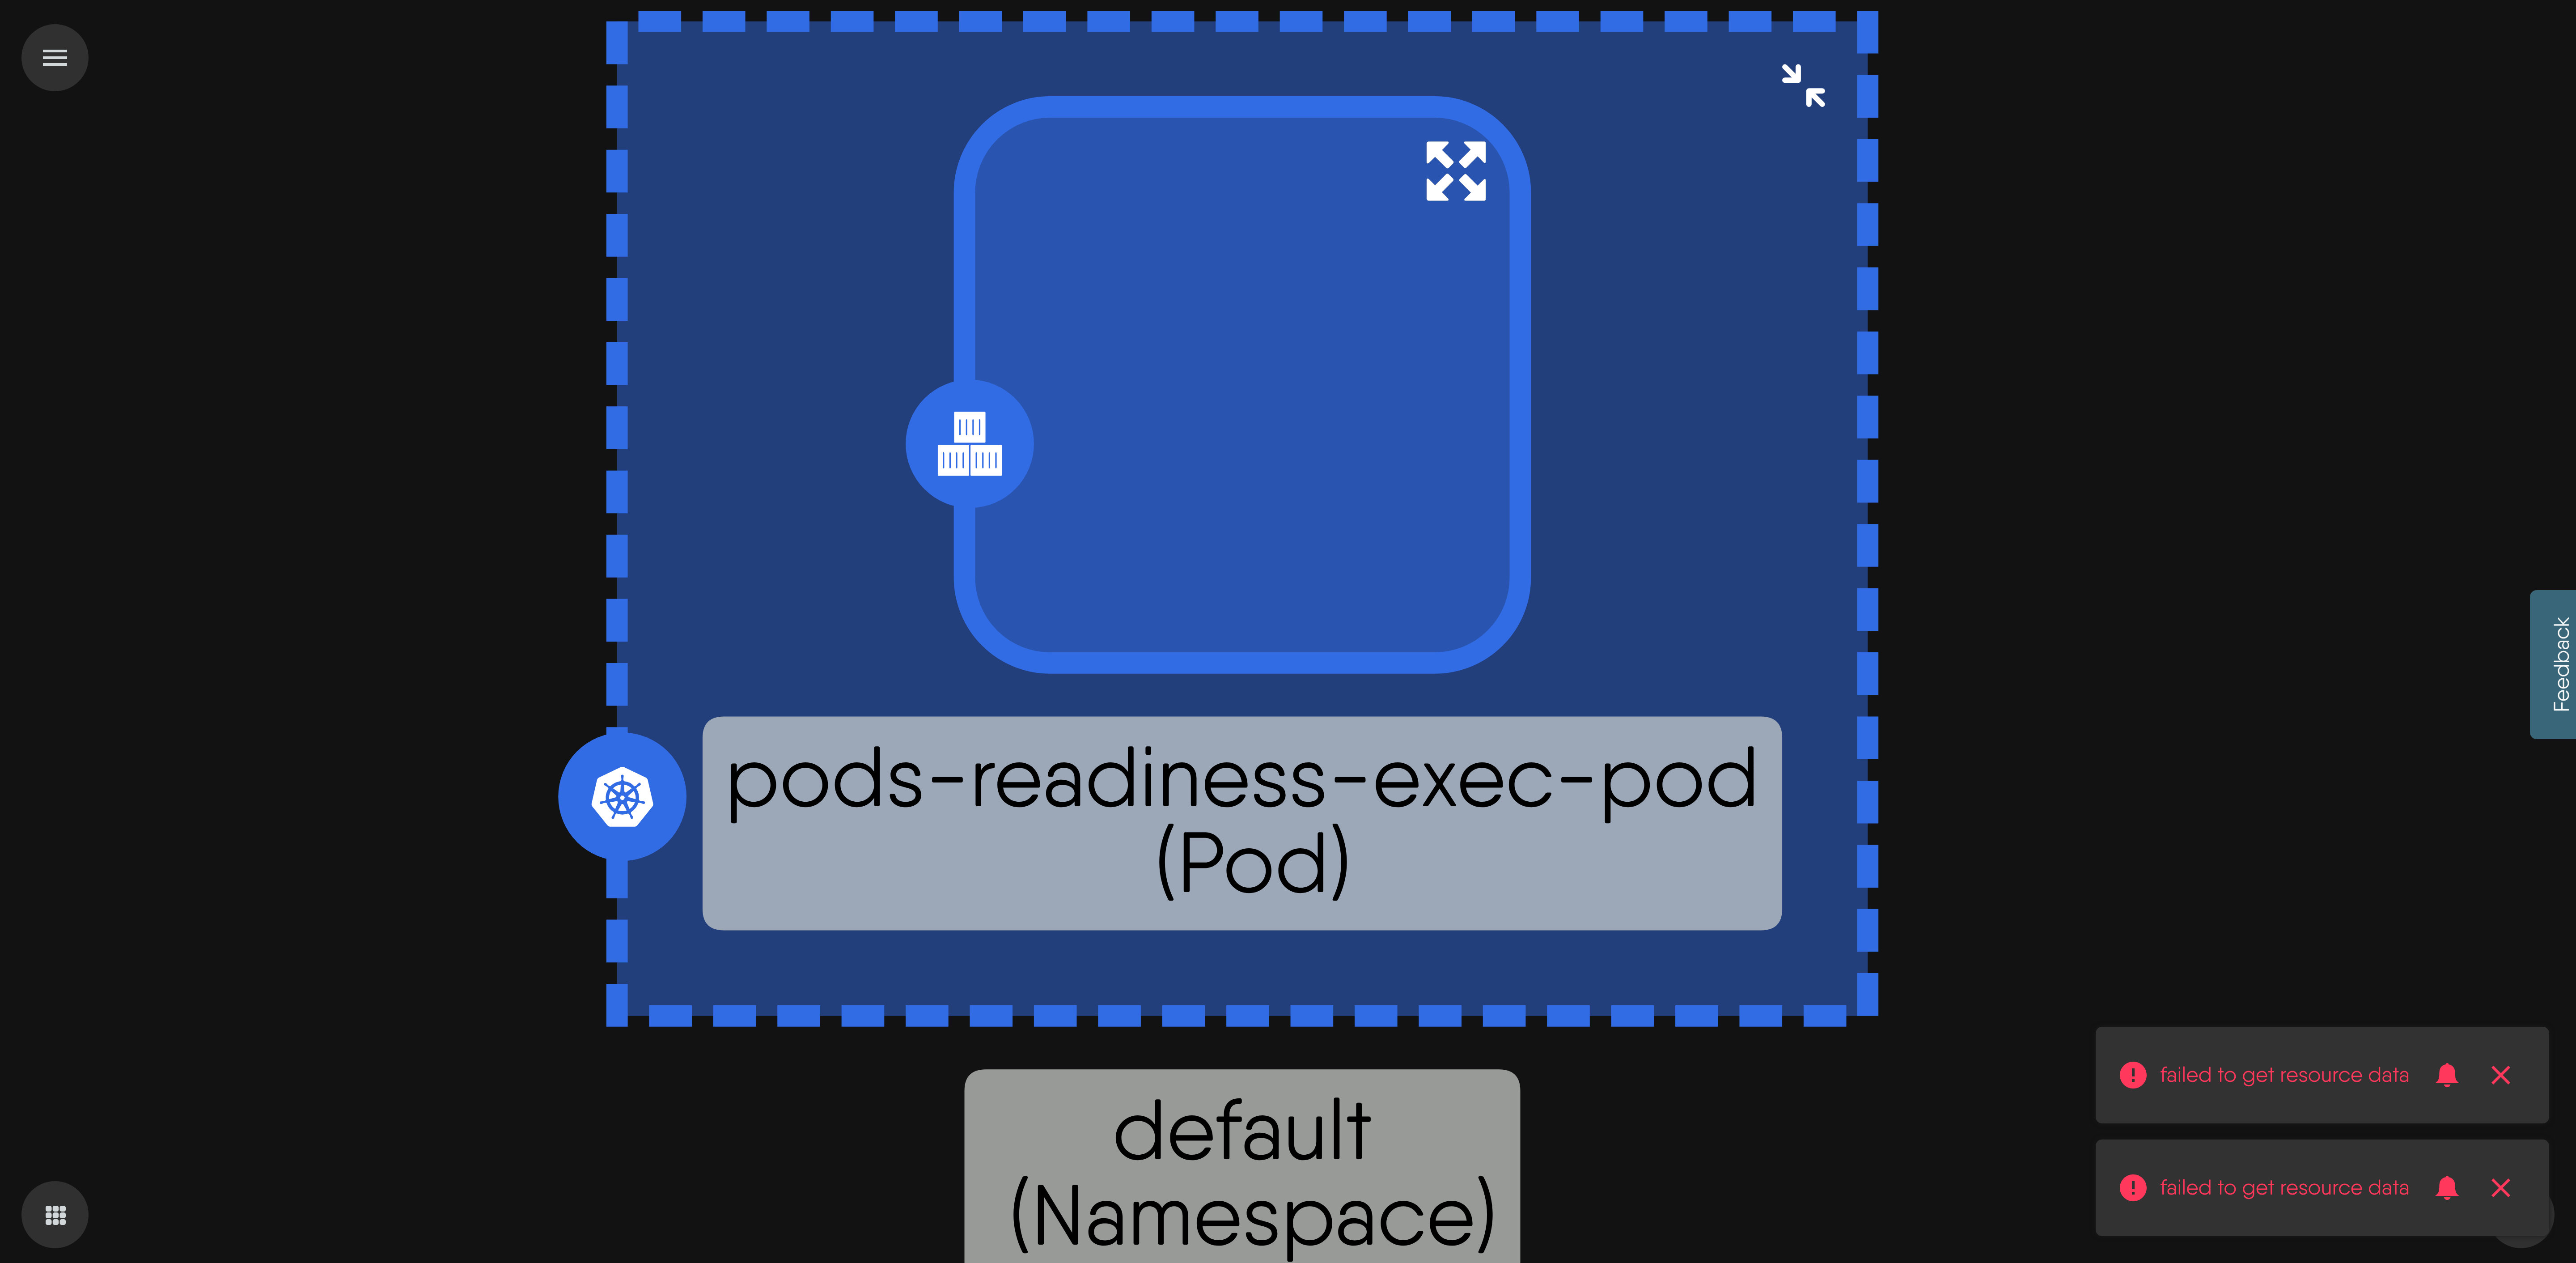 pods-readiness-exec-pod
(Pod)
default
(Namespace)
Feedback
failed to get resource data
failed to get resource data